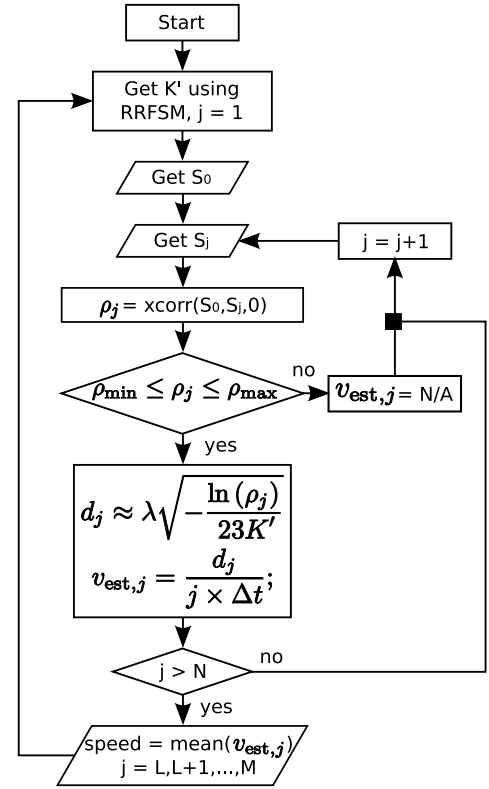 Start
Get K' using
RRFSM, j = 1
Get S₀
Get Sⱼ
j = j+1
ρⱼ = xcorr(S₀,Sⱼ,0)
no
ρmin ≤ ρⱼ ≤ ρmax
vest,j = N/A
yes
dⱼ ≈ λ√(−ln (ρⱼ)/23K′)
vest,j = dⱼ/(j × Δt);
no
j > N
yes
speed = mean(vest,j)
j = L,L+1,...,M